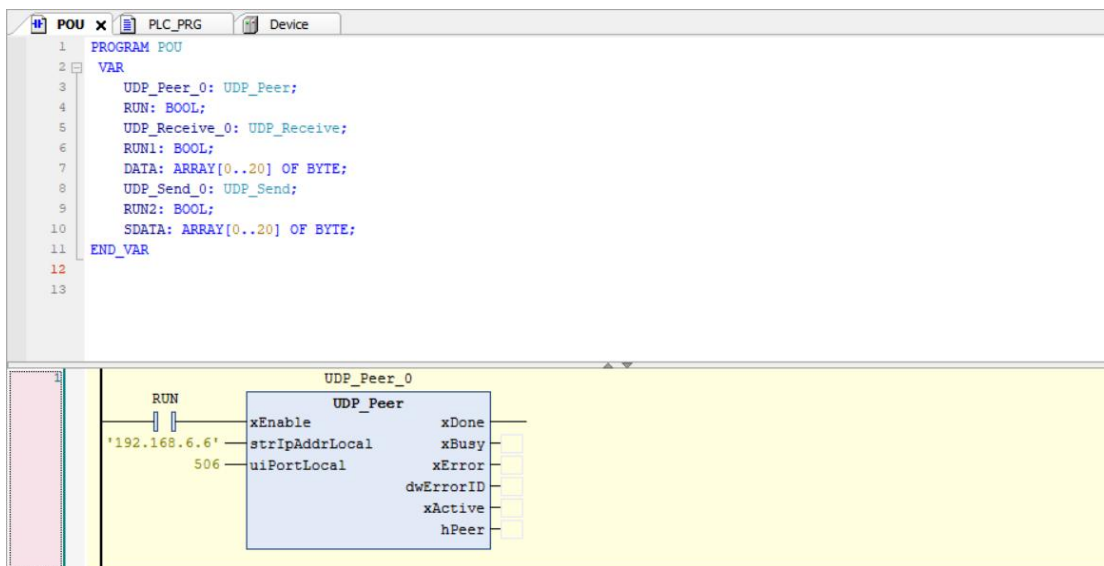 POU PLC_PRG Device
1 PROGRAM POU
2 VAR
3 UDP_Peer_0: UDP_Peer;
4 RUN: BOOL;
5 UDP_Receive_0: UDP_Receive;
6 RUN1: BOOL;
7 DATA: ARRAY[0..20] OF BYTE;
8 UDP_Send_0: UDP_Send;
9 RUN2: BOOL;
10 SDATA: ARRAY[0..20] OF BYTE;
11 END_VAR
12
13
1 UDP_Peer_0
RUN UDP_Peer
xEnable xDone
'192.168.6.6' strIpAddrLocal xBusy
506 uiPortLocal xError
dwErrorID
xActive
hPeer